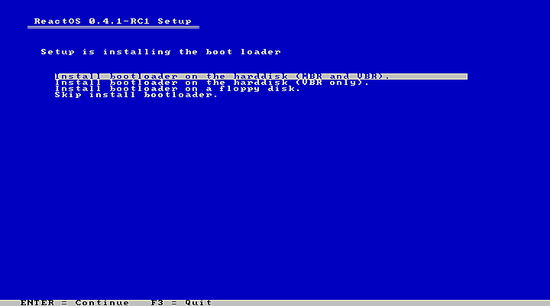 ReactOS 0.4.1-RC1 Setup
Setup is installing the boot loader
Install bootloader on the harddisk (MBR and VBR).
Install bootloader on the harddisk (VBR only).
Install bootloader on a floppy disk.
Skip install bootloader.
ENTER = Continue   F3 = Quit